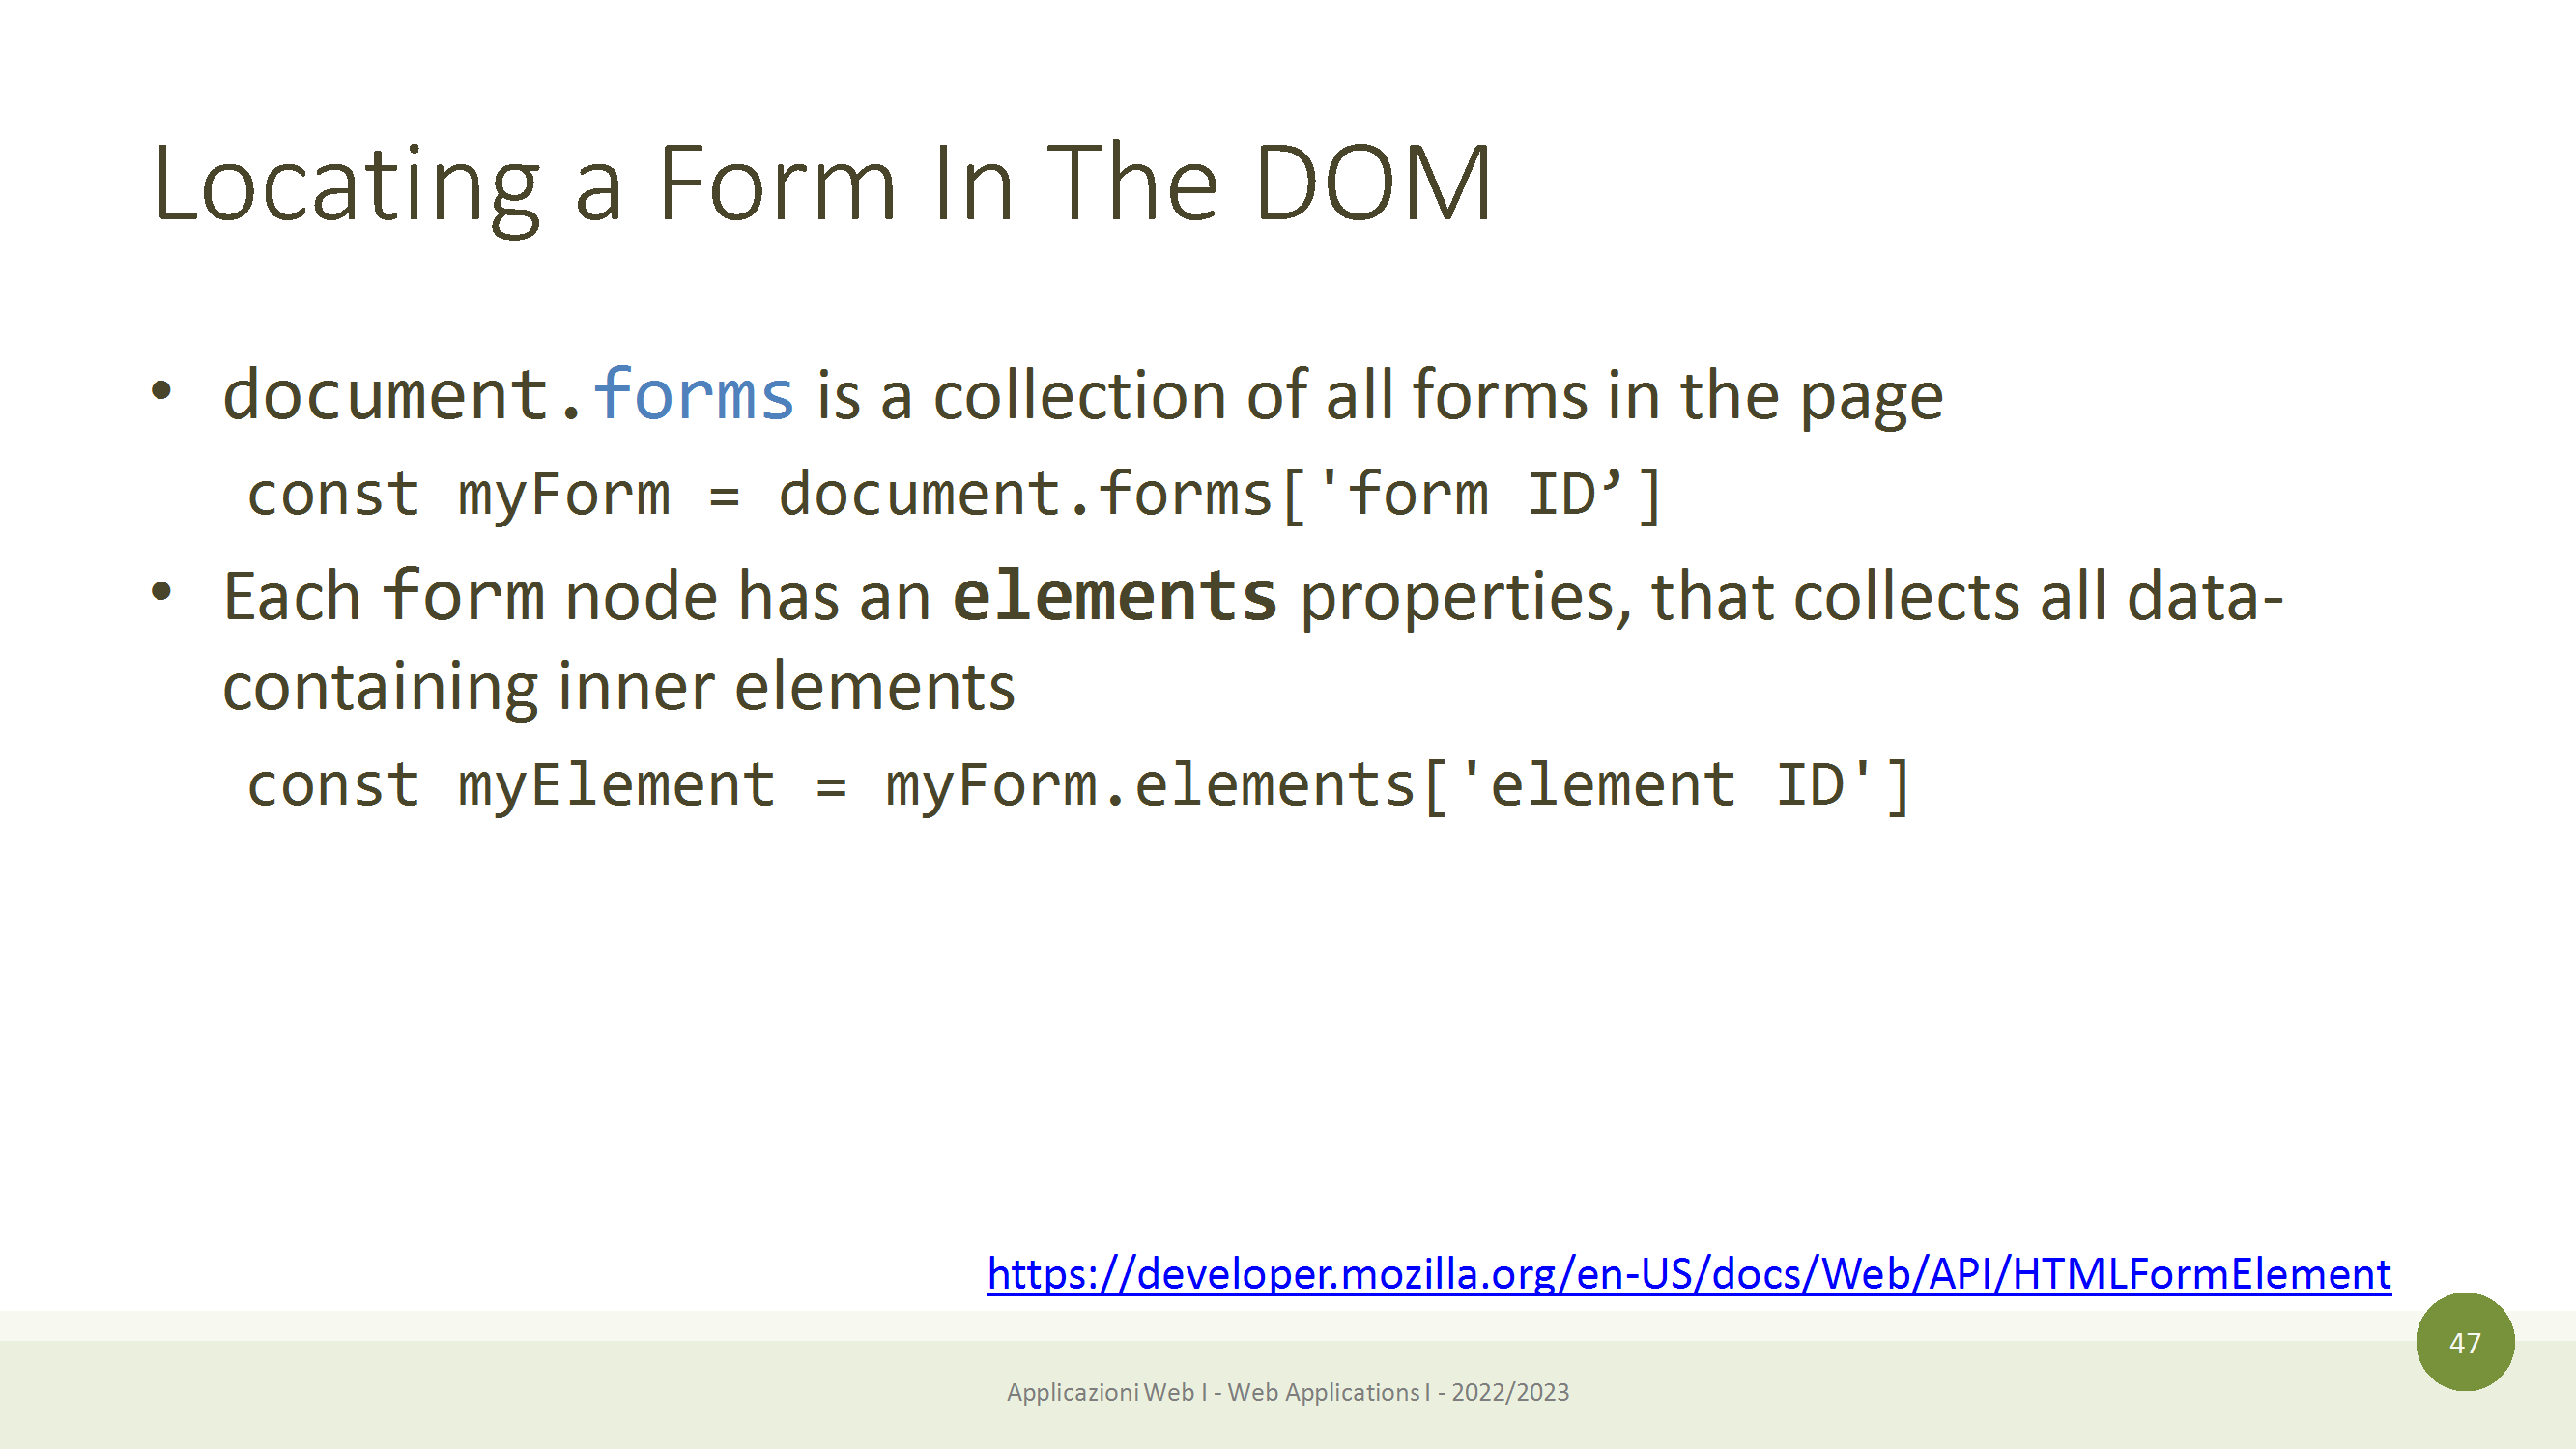 Locating a Form In The DOM
• document.forms is a collection of all forms in the page
const myForm = document.forms['form ID’]
• Each form node has an elements properties, that collects all data-
containing inner elements
const myElement = myForm.elements['element ID']
https://developer.mozilla.org/en-US/docs/Web/API/HTMLFormElement
47
Applicazioni Web I - Web Applications I - 2022/2023